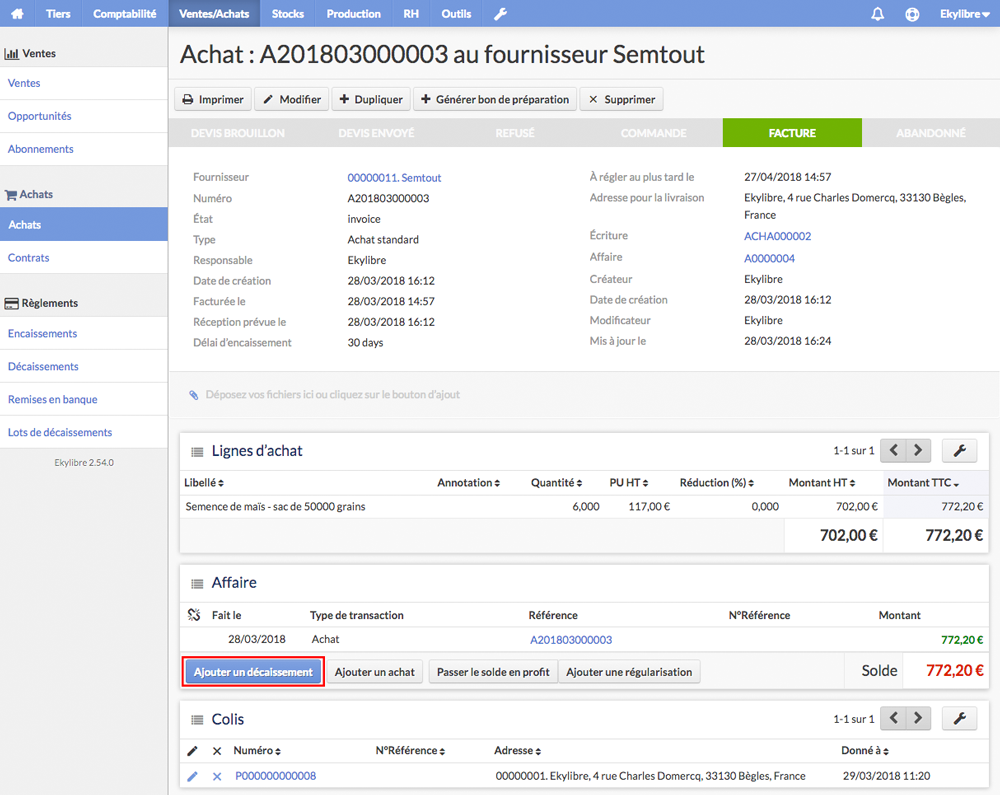 Tiers Comptabilité Ventes/Achats Stocks Production RH Outils Ekylibre
Ventes
Ventes
Opportunités
Abonnements
Achats
Achats
Contrats
Règlements
Encaissements
Décaissements
Remises en banque
Lots de décaissements
Ekylibre 2.54.0
Achat : A201803000003 au fournisseur Semtout
Imprimer Modifier Dupliquer Générer bon de préparation Supprimer
DEVIS BROUILLON DEVIS ENVOYÉ REFUSÉ COMMANDE FACTURE ABANDONNÉ
Fournisseur 00000011. Semtout
Numéro A201803000003
État invoice
Type Achat standard
Responsable Ekylibre
Date de création 28/03/2018 16:12
Facturée le 28/03/2018 14:57
Réception prévue le 28/03/2018 16:12
Délai d'encaissement 30 days
À régler au plus tard le 27/04/2018 14:57
Adresse pour la livraison Ekylibre, 4 rue Charles Domercq, 33130 Bègles,
France
Écriture ACHA000002
Affaire A0000004
Créateur Ekylibre
Date de création 28/03/2018 16:12
Modificateur Ekylibre
Mis à jour le 28/03/2018 16:24
Déposez vos fichiers ici ou cliquez sur le bouton d'ajout
Lignes d'achat 1-1 sur 1
Libellé Annotation Quantité PU HT Réduction (%) Montant HT Montant TTC
Semence de maïs - sac de 50000 grains 6,000 117,00 € 0,000 702,00 € 772,20 €
702,00 € 772,20 €
Affaire
Fait le Type de transaction Référence N°Référence Montant
28/03/2018 Achat A201803000003 772,20 €
Ajouter un décaissement Ajouter un achat Passer le solde en profit Ajouter une régularisation Solde 772,20 €
Colis 1-1 sur 1
Numéro N°Référence Adresse Donné à
P000000000008 00000001. Ekylibre, 4 rue Charles Domercq, 33130 Bègles, France 29/03/2018 11:20